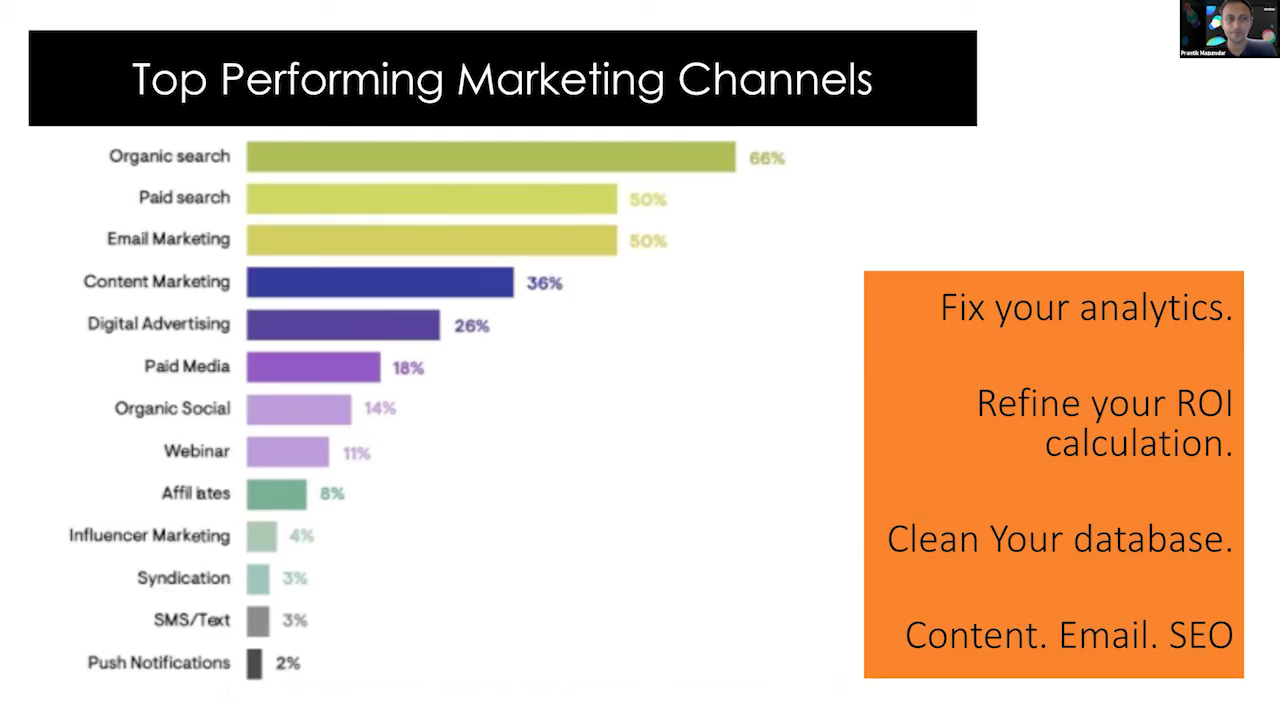 Top Performing Marketing Channels
Organic search 66%
Paid search 50%
Email Marketing 50%
Content Marketing 36%
Digital Advertising 26%
Paid Media 18%
Organic Social 14%
Webinar 11%
Affiliates 8%
Influencer Marketing 4%
Syndication 3%
SMS/Text 3%
Push Notifications 2%
Fix your analytics.
Refine your ROI
calculation.
Clean Your database.
Content. Email. SEO
Prantik Mazumdar